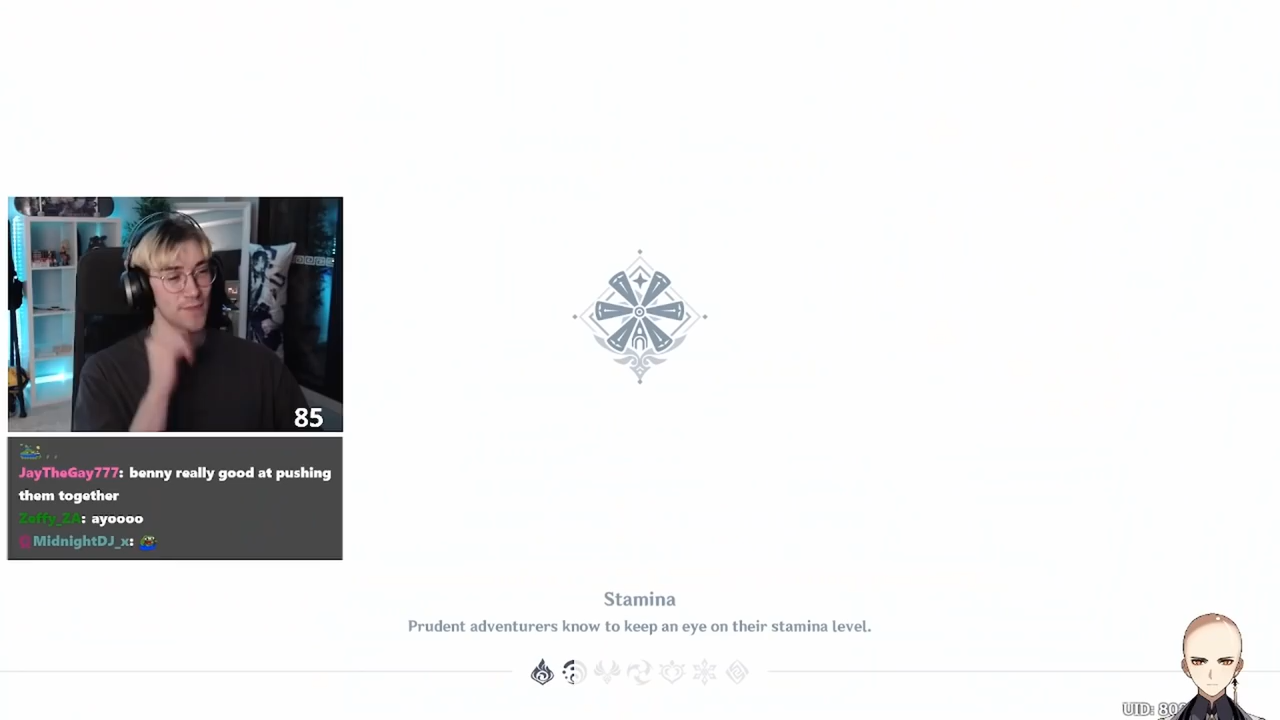 85
JayTheGay777: benny really good at pushing
them together
Zoffy_ZA: ayoooo
MidnightDJ_x:
Stamina
Prudent adventurers know to keep an eye on their stamina level.
UID: 80